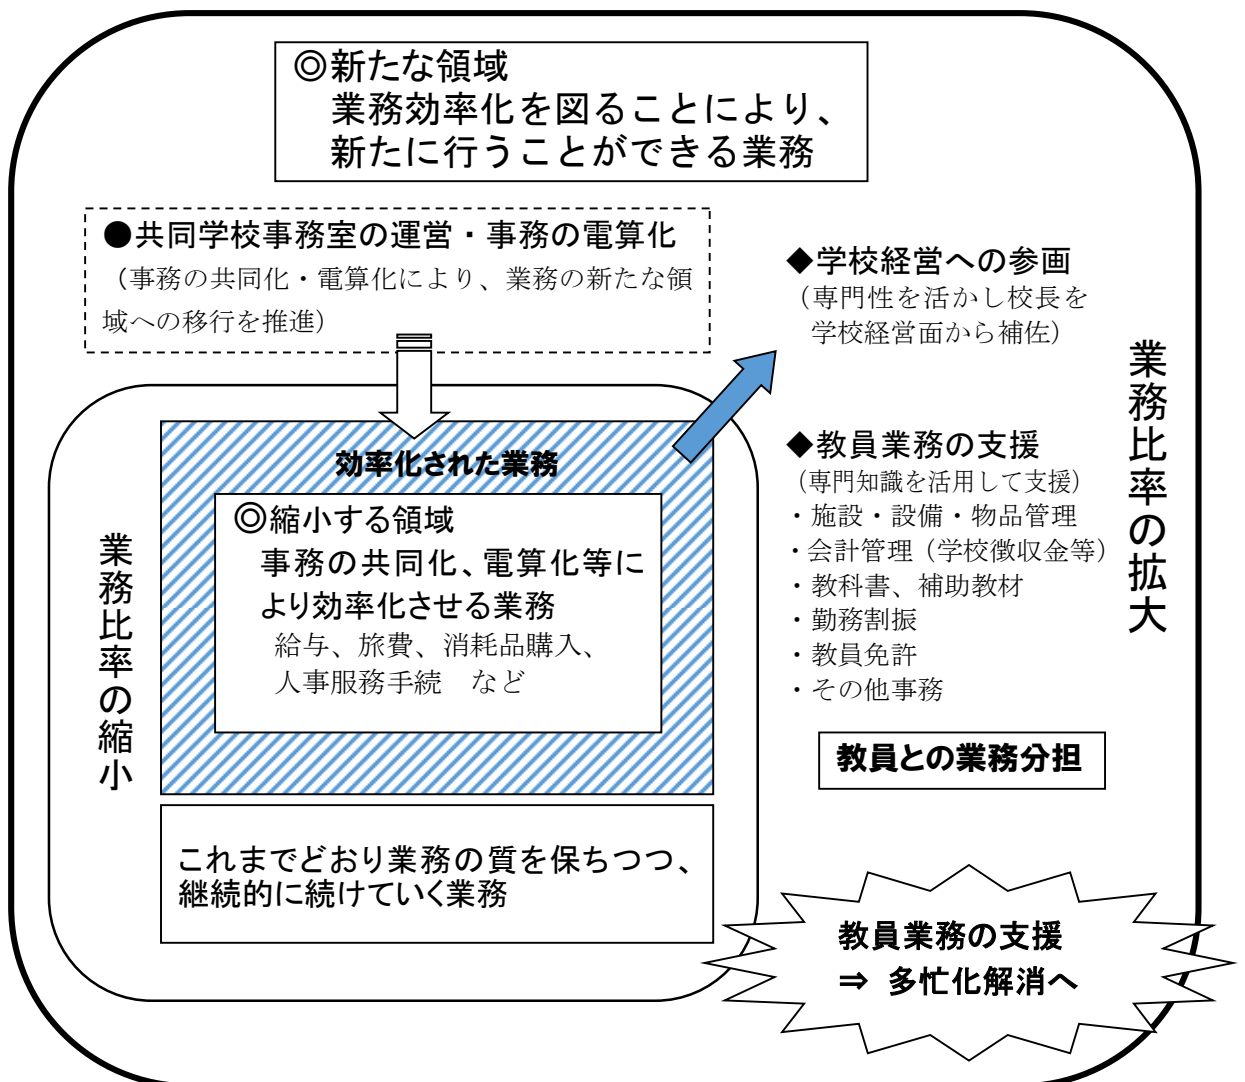 ◎新たな領域
業務効率化を図ることにより、
新たに行うことができる業務
●共同学校事務室の運営・事務の電算化
（事務の共同化・電算化により、業務の新たな領
域への移行を推進）
◆学校経営への参画
（専門性を活かし校長を
学校経営面から補佐）
業務比率の拡大
◆教員業務の支援
（専門知識を活用して支援）
・施設・設備・物品管理
・会計管理（学校徴収金等）
・教科書、補助教材
・勤務割振
・教員免許
・その他事務
教員との業務分担
業務比率の縮小
効率化された業務
◎縮小する領域
事務の共同化、電算化等に
より効率化させる業務
給与、旅費、消耗品購入、
人事服務手続　など
これまでどおり業務の質を保ちつつ、
継続的に続けていく業務
教員業務の支援
⇒ 多忙化解消へ